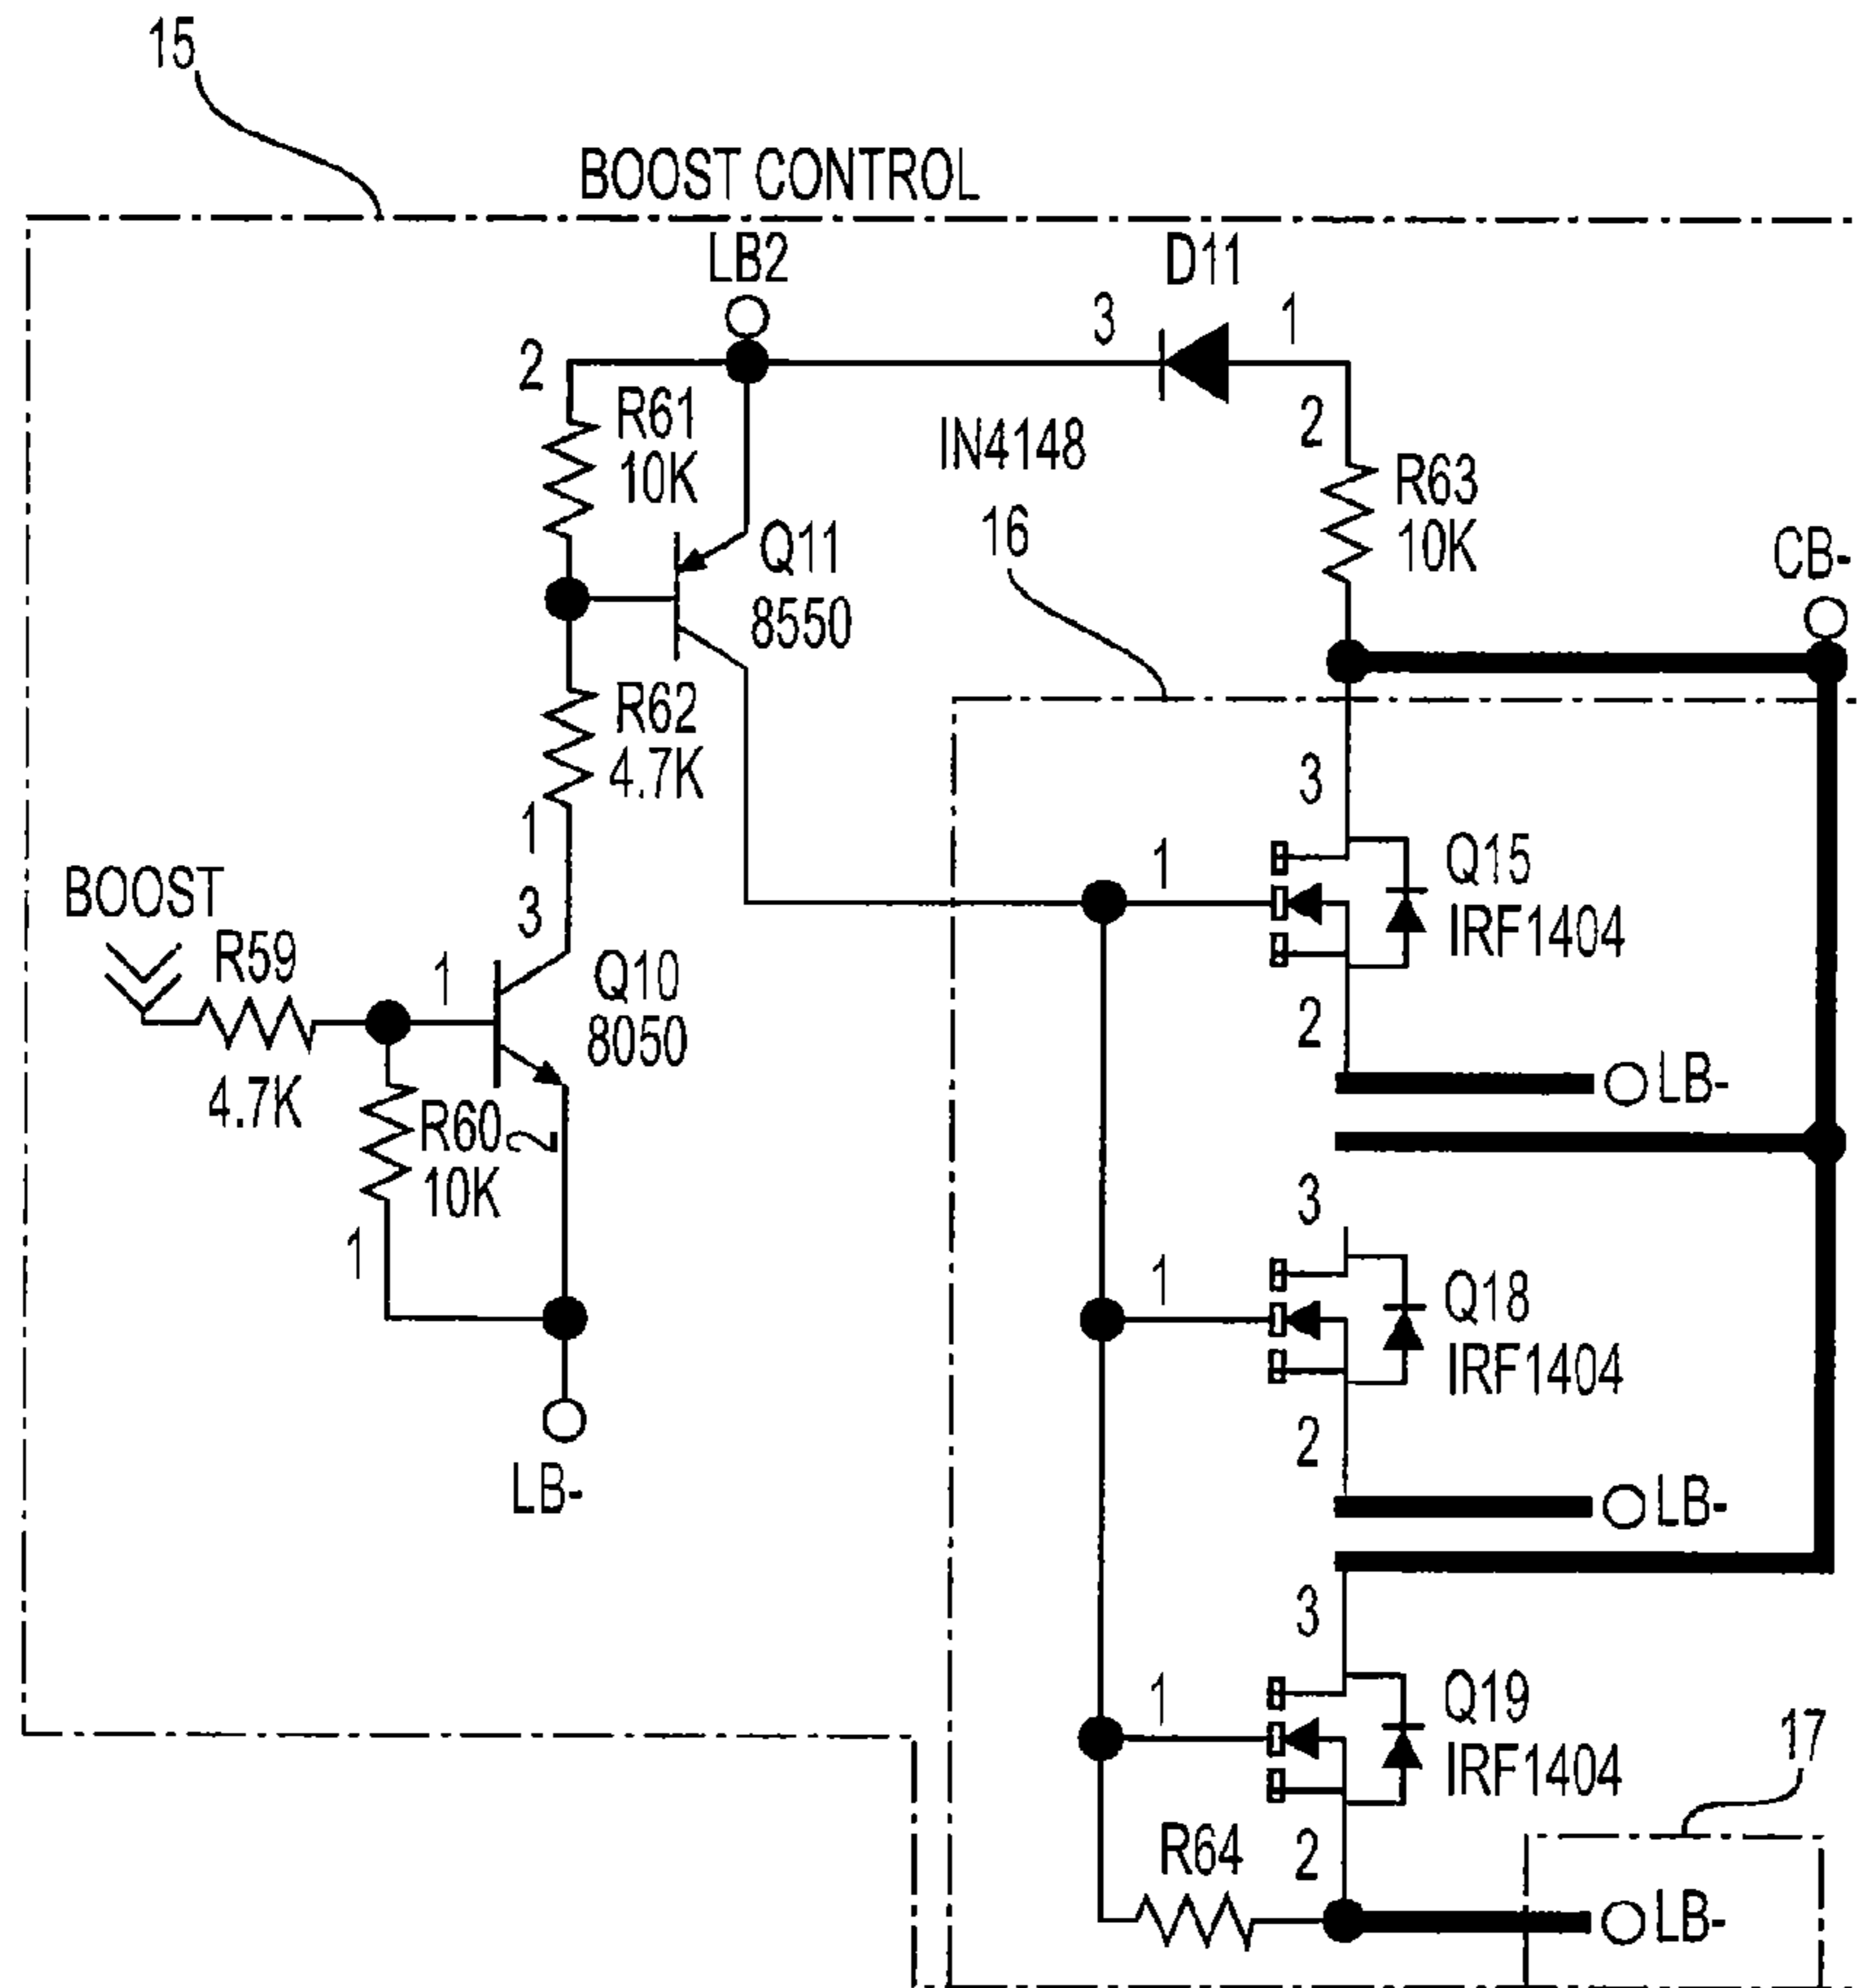 15
BOOST CONTROL
LB2
D11
3
1
2
R61
10K
IN4148
2
R63
10K
16
Q11
8550
CB-
R62
4.7K
1
3
1
Q15
IRF1404
BOOST
3
R59
1
Q10
8050
2
4.7K
R60
10K
2
LB-
1
3
1
Q18
IRF1404
2
LB-
LB-
3
1
Q19
IRF1404
17
R64
2
LB-